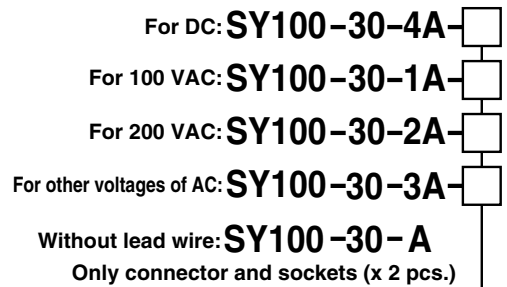 For DC: SY100-30-4A-
For 100 VAC: SY100-30-1A-
For 200 VAC: SY100-30-2A-
For other voltages of AC: SY100-30-3A-
Without lead wire: SY100-30-A
Only connector and sockets (x 2 pcs.)